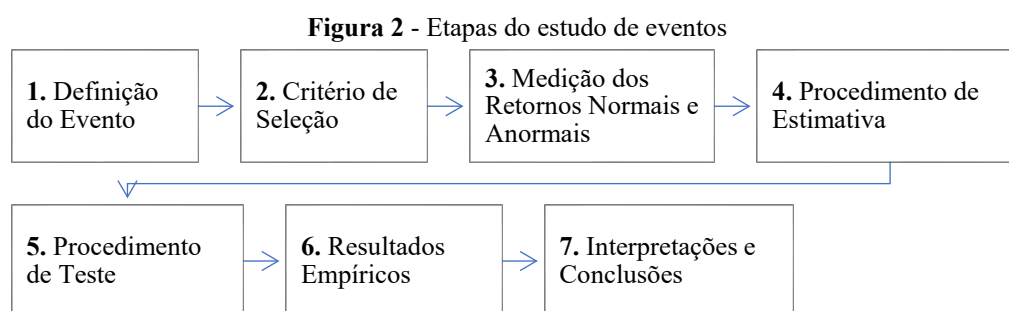 Figura 2 - Etapas do estudo de eventos
1. Definição
do Evento
2. Critério de
Seleção
3. Medição dos
Retornos Normais e
Anormais
4. Procedimento de
Estimativa
5. Procedimento
de Teste
6. Resultados
Empíricos
7. Interpretações e
Conclusões